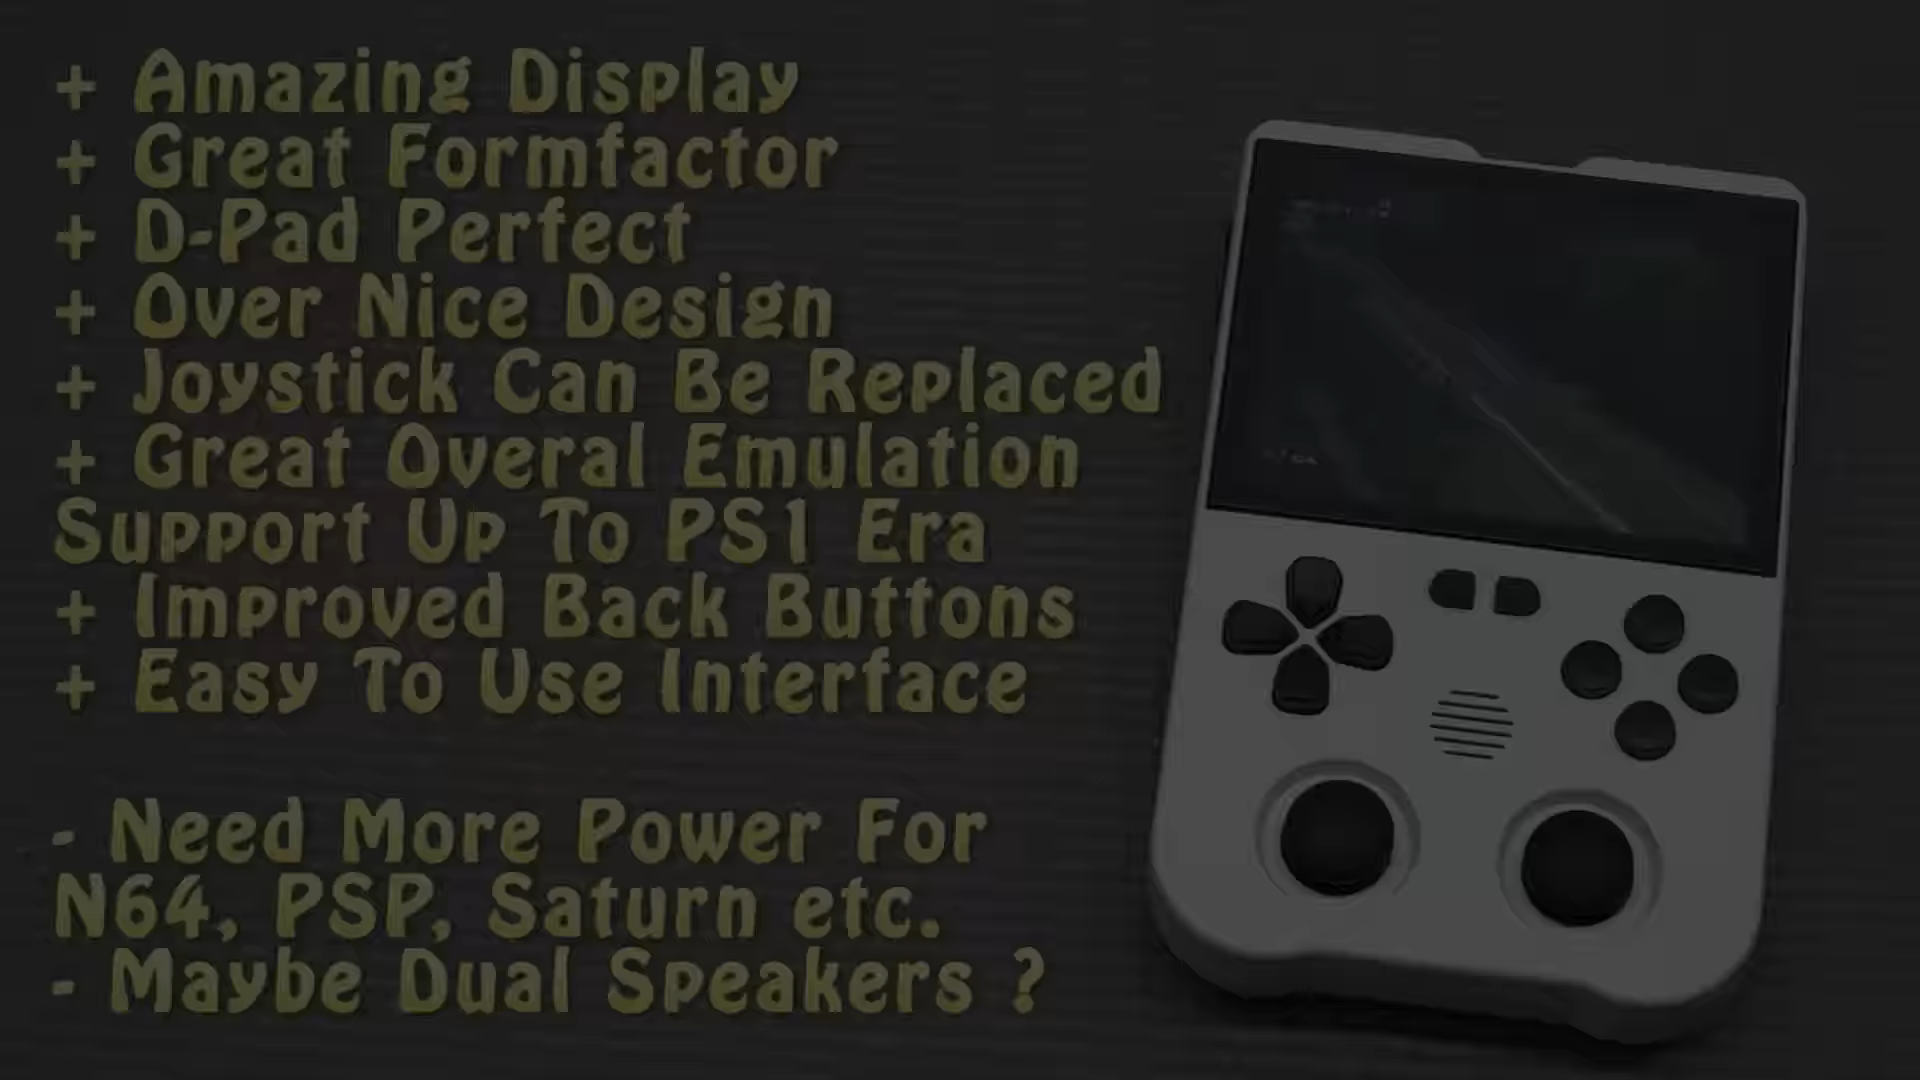 + Amazing Display
+ Great Formfactor
+ D-Pad Perfect
+ Over Nice Design
+ Joystick Can Be Replaced
+ Great Overal Emulation
Support Up To PS1 Era
+ Improved Back Buttons
+ Easy To Use Interface
- Need More Power For
N64, PSP, Saturn etc.
- Maybe Dual Speakers ?